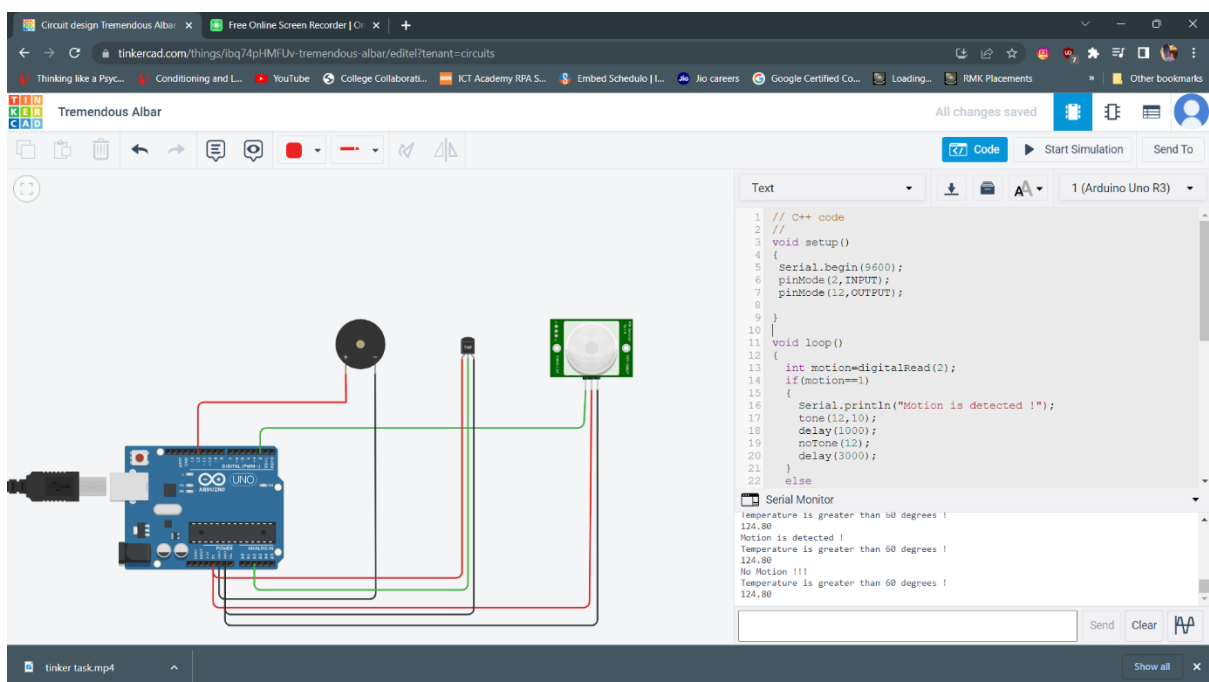 Circuit design Tremendous Albar
Free Online Screen Recorder | Or
tinkercad.com/things/ibq74pHMFUv-tremendous-albar/editel?tenant=circuits
Thinking like a Psyc...
Conditioning and L...
YouTube
College Collaborati...
ICT Academy RPA S...
Embed Schedulo | I...
Jio careers
Google Certified Co...
Loading...
RMK Placements
»
Other bookmarks
TIN
KER
CAD
Tremendous Albar
All changes saved
Code
Start Simulation
Send To
Text
1 (Arduino Uno R3)
1 // C++ code
2 //
3 void setup()
4 {
5 Serial.begin(9600);
6 pinMode(2,INPUT);
7 pinMode(12,OUTPUT);
8
9 }
10
11 void loop()
12 {
13 int motion=digitalRead(2);
14 if(motion==1)
15 {
16 Serial.println("Motion is detected !");
17 tone(12,10);
18 delay(1000);
19 noTone(12);
20 delay(3000);
21 }
22 else
TMP
DIGITAL (PWM~)
UNO
ARDUINO
POWER
ANALOG IN
Serial Monitor
Temperature is greater than 60 degrees !
124.80
Motion is detected !
Temperature is greater than 60 degrees !
124.80
No Motion !!!
Temperature is greater than 60 degrees !
124.80
Send
Clear
tinker task.mp4
Show all